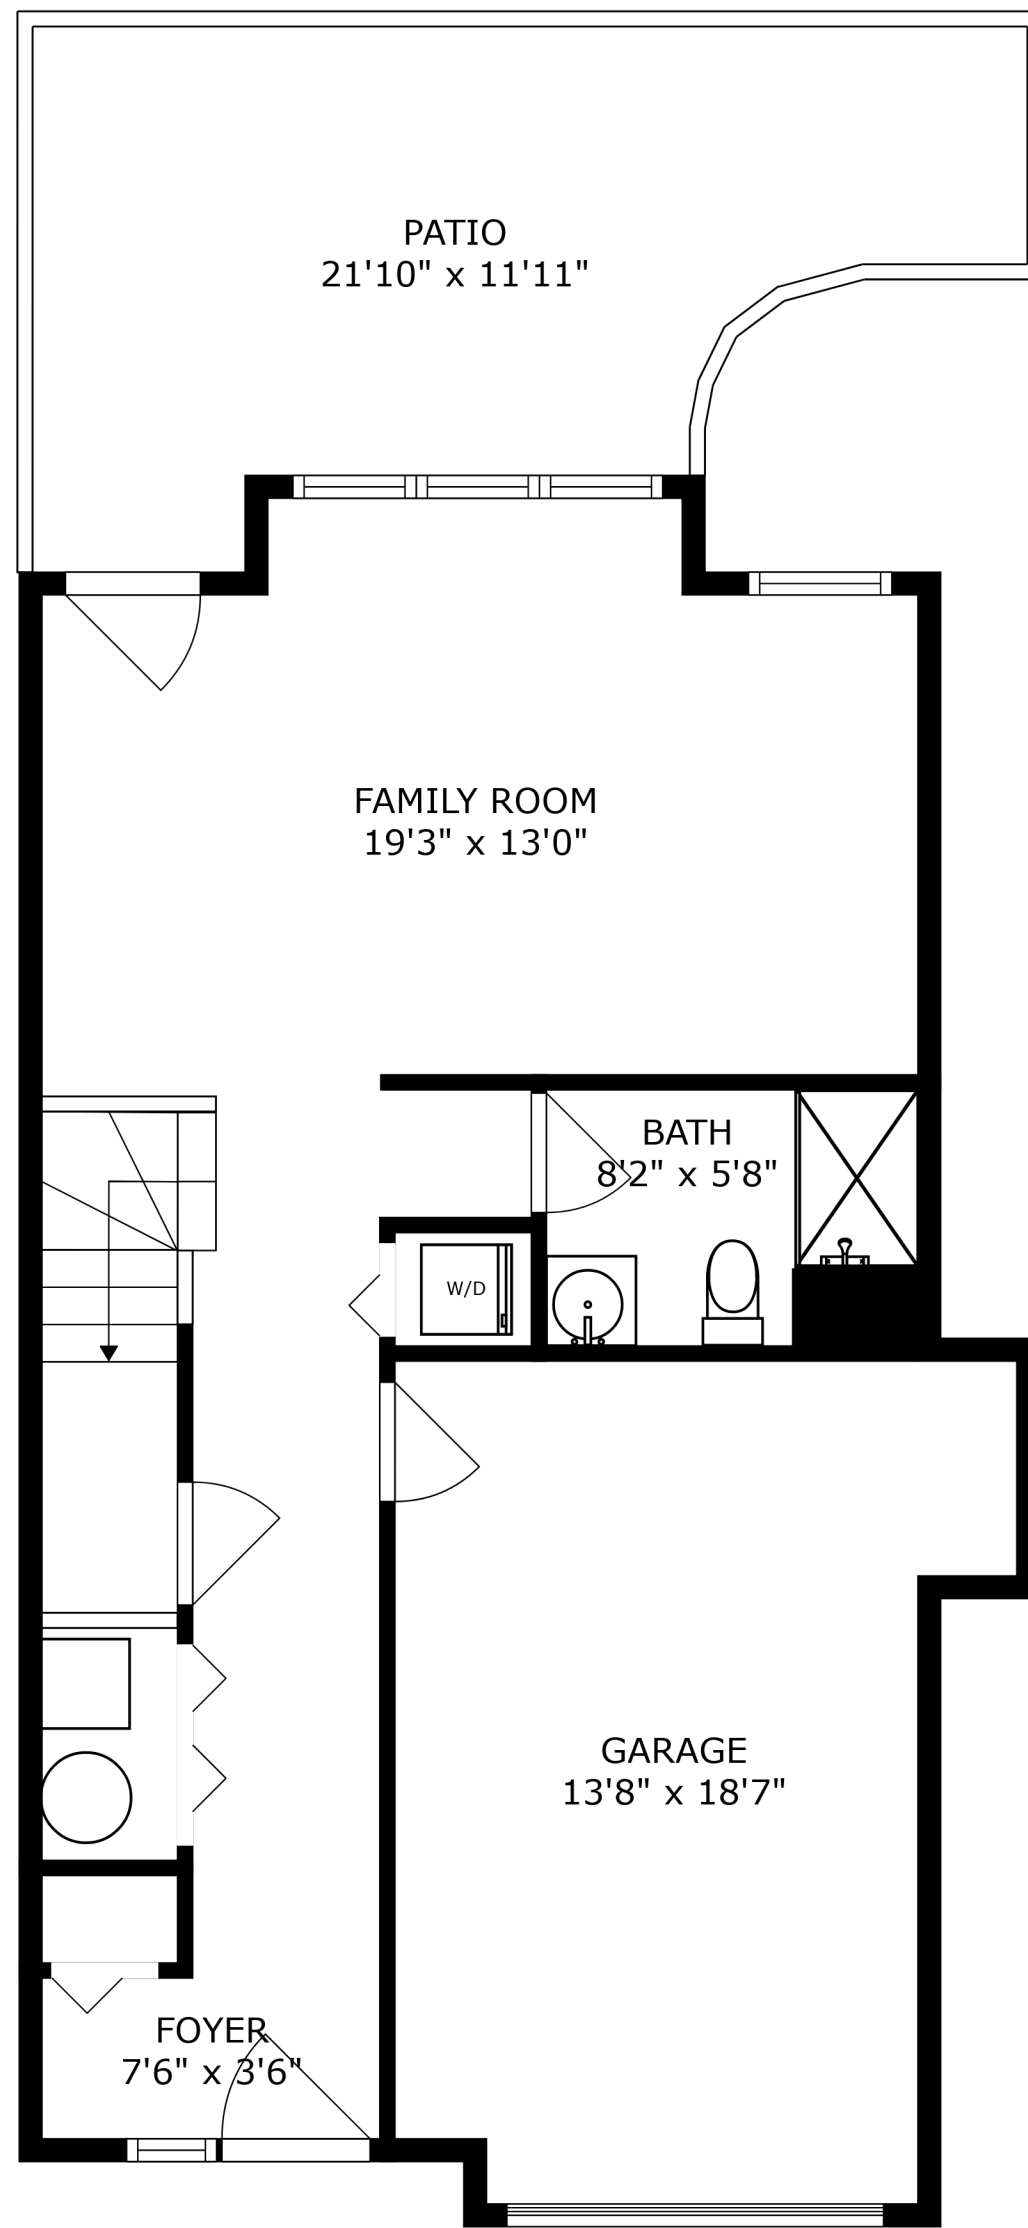 PATIO
21'10" x 11'11"
FAMILY ROOM
19'3" x 13'0"
BATH
8'2" x 5'8"
W/D
GARAGE
13'8" x 18'7"
FOYER
7'6" x 3'6"